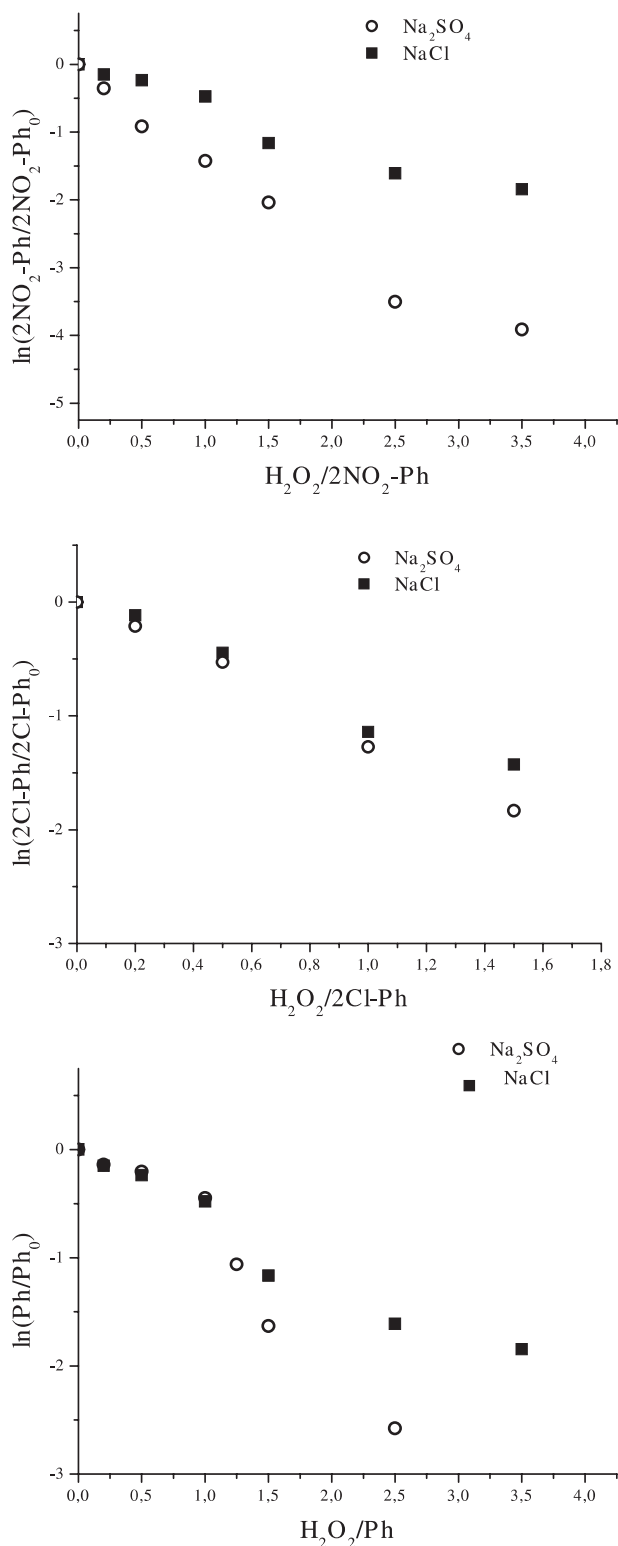 Na₂SO₄
NaCl
0
-1
-2
-3
-4
-5
ln(2NO₂-Ph/2NO₂-Ph₀)
0,0 0,5 1,0 1,5 2,0 2,5 3,0 3,5 4,0
H₂O₂/2NO₂-Ph
Na₂SO₄
NaCl
0
-1
-2
-3
ln(2Cl-Ph/2Cl-Ph₀)
0,0 0,2 0,4 0,6 0,8 1,0 1,2 1,4 1,6 1,8
H₂O₂/2Cl-Ph
Na₂SO₄
NaCl
0
-1
-2
-3
ln(Ph/Ph₀)
0,0 0,5 1,0 1,5 2,0 2,5 3,0 3,5 4,0
H₂O₂/Ph